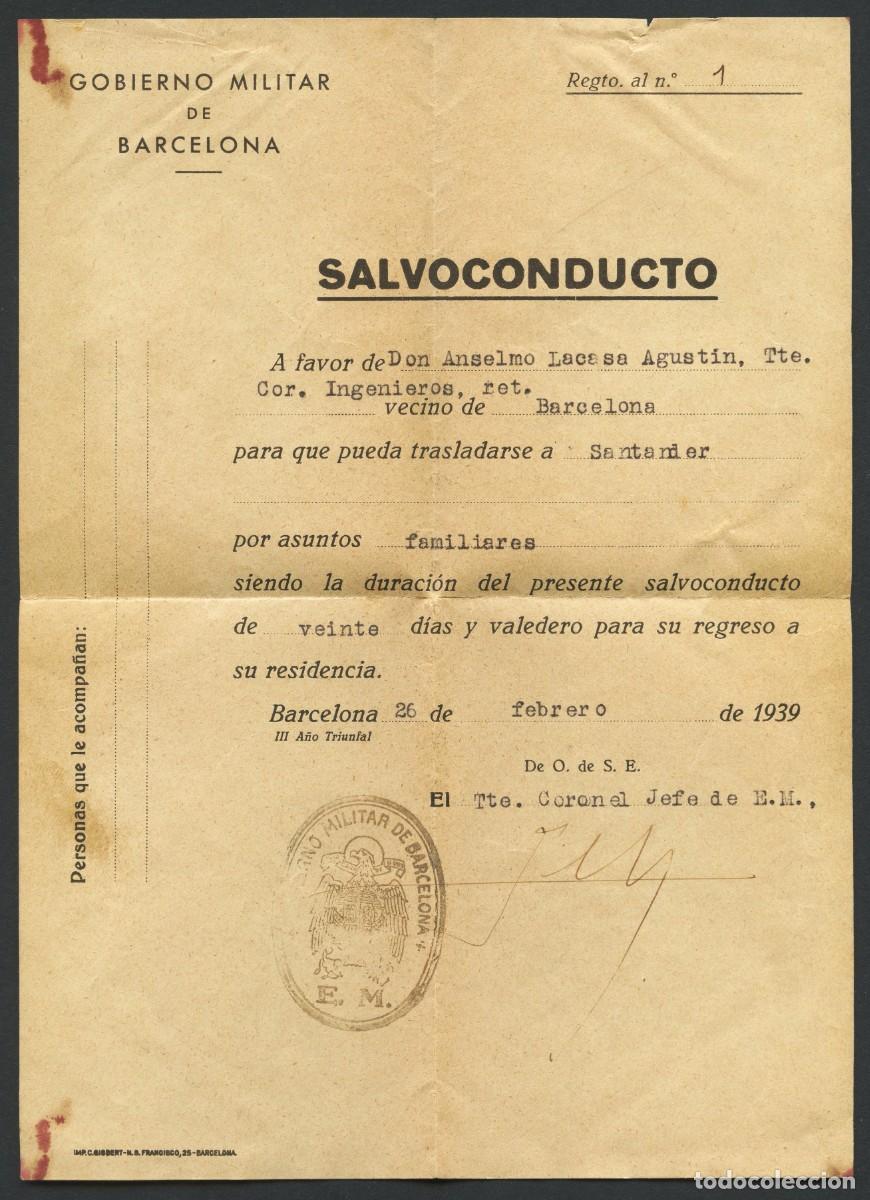 GOBIERNO MILITAR
DE
BARCELONA
Regto. al n.º 1
SALVOCONDUCTO
A favor de Don Anselmo Lacasa Agustin, Tte.
Cor. Ingenieros, ret.
vecino de Barcelona
para que pueda trasladarse a Santander
por asuntos familiares
siendo la duración del presente salvoconducto
de veinte días y valedero para su regreso a
su residencia.
Barcelona 26 de febrero de 1939
III Año Triunfal
De O. de S. E.
El Tte. Coronel Jefe de E.M.,
Personas que le acompañan:
MILITAR DE BARCELONA
E. M.
IMP. C. GISBERT-N. S. FRANCISCO, 25-BARCELONA.
todocoleccion